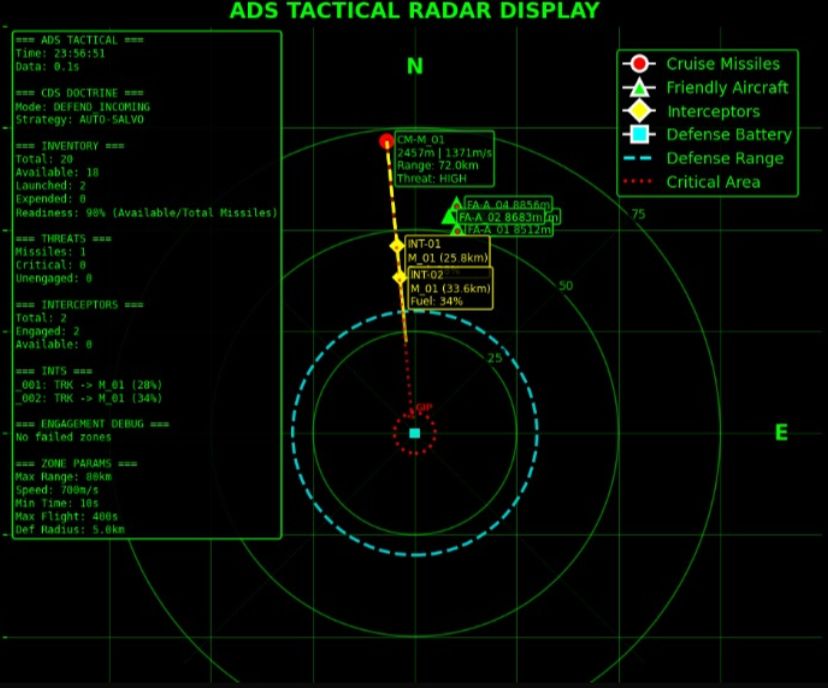 ADS TACTICAL RADAR DISPLAY
=== ADS TACTICAL ===
Time: 23:56:51
Data: 0.1s
=== CDS DOCTRINE ===
Mode: DEFEND_INCOMING
Strategy: AUTO-SALVO
=== INVENTORY ===
Total: 20
Available: 18
Launched: 2
Expended: 0
Readiness: 90% (Available/Total Missiles)
=== THREATS ===
Missiles: 1
Critical: 0
Unengaged: 0
=== INTERCEPTORS ===
Total: 2
Engaged: 2
Available: 0
=== INTS ===
_001: TRK -> M_01 (28%)
_002: TRK -> M_01 (34%)
=== ENGAGEMENT DEBUG ===
No failed zones
=== ZONE PARAMS ===
Max Range: 80km
Speed: 700m/s
Min Time: 10s
Max Flight: 400s
Def Radius: 5.0km
N
E
CM-M_01
2457m | 1371m/s
Range: 72.0km
Threat: HIGH
FA-A_04 8856m
FA-A_02 8683m
FA-A_01 8512m
INT-01
M_01 (25.8km)
INT-02
M_01 (33.6km)
Fuel: 34%
GIP
25
50
75
Cruise Missiles
Friendly Aircraft
Interceptors
Defense Battery
Defense Range
Critical Area